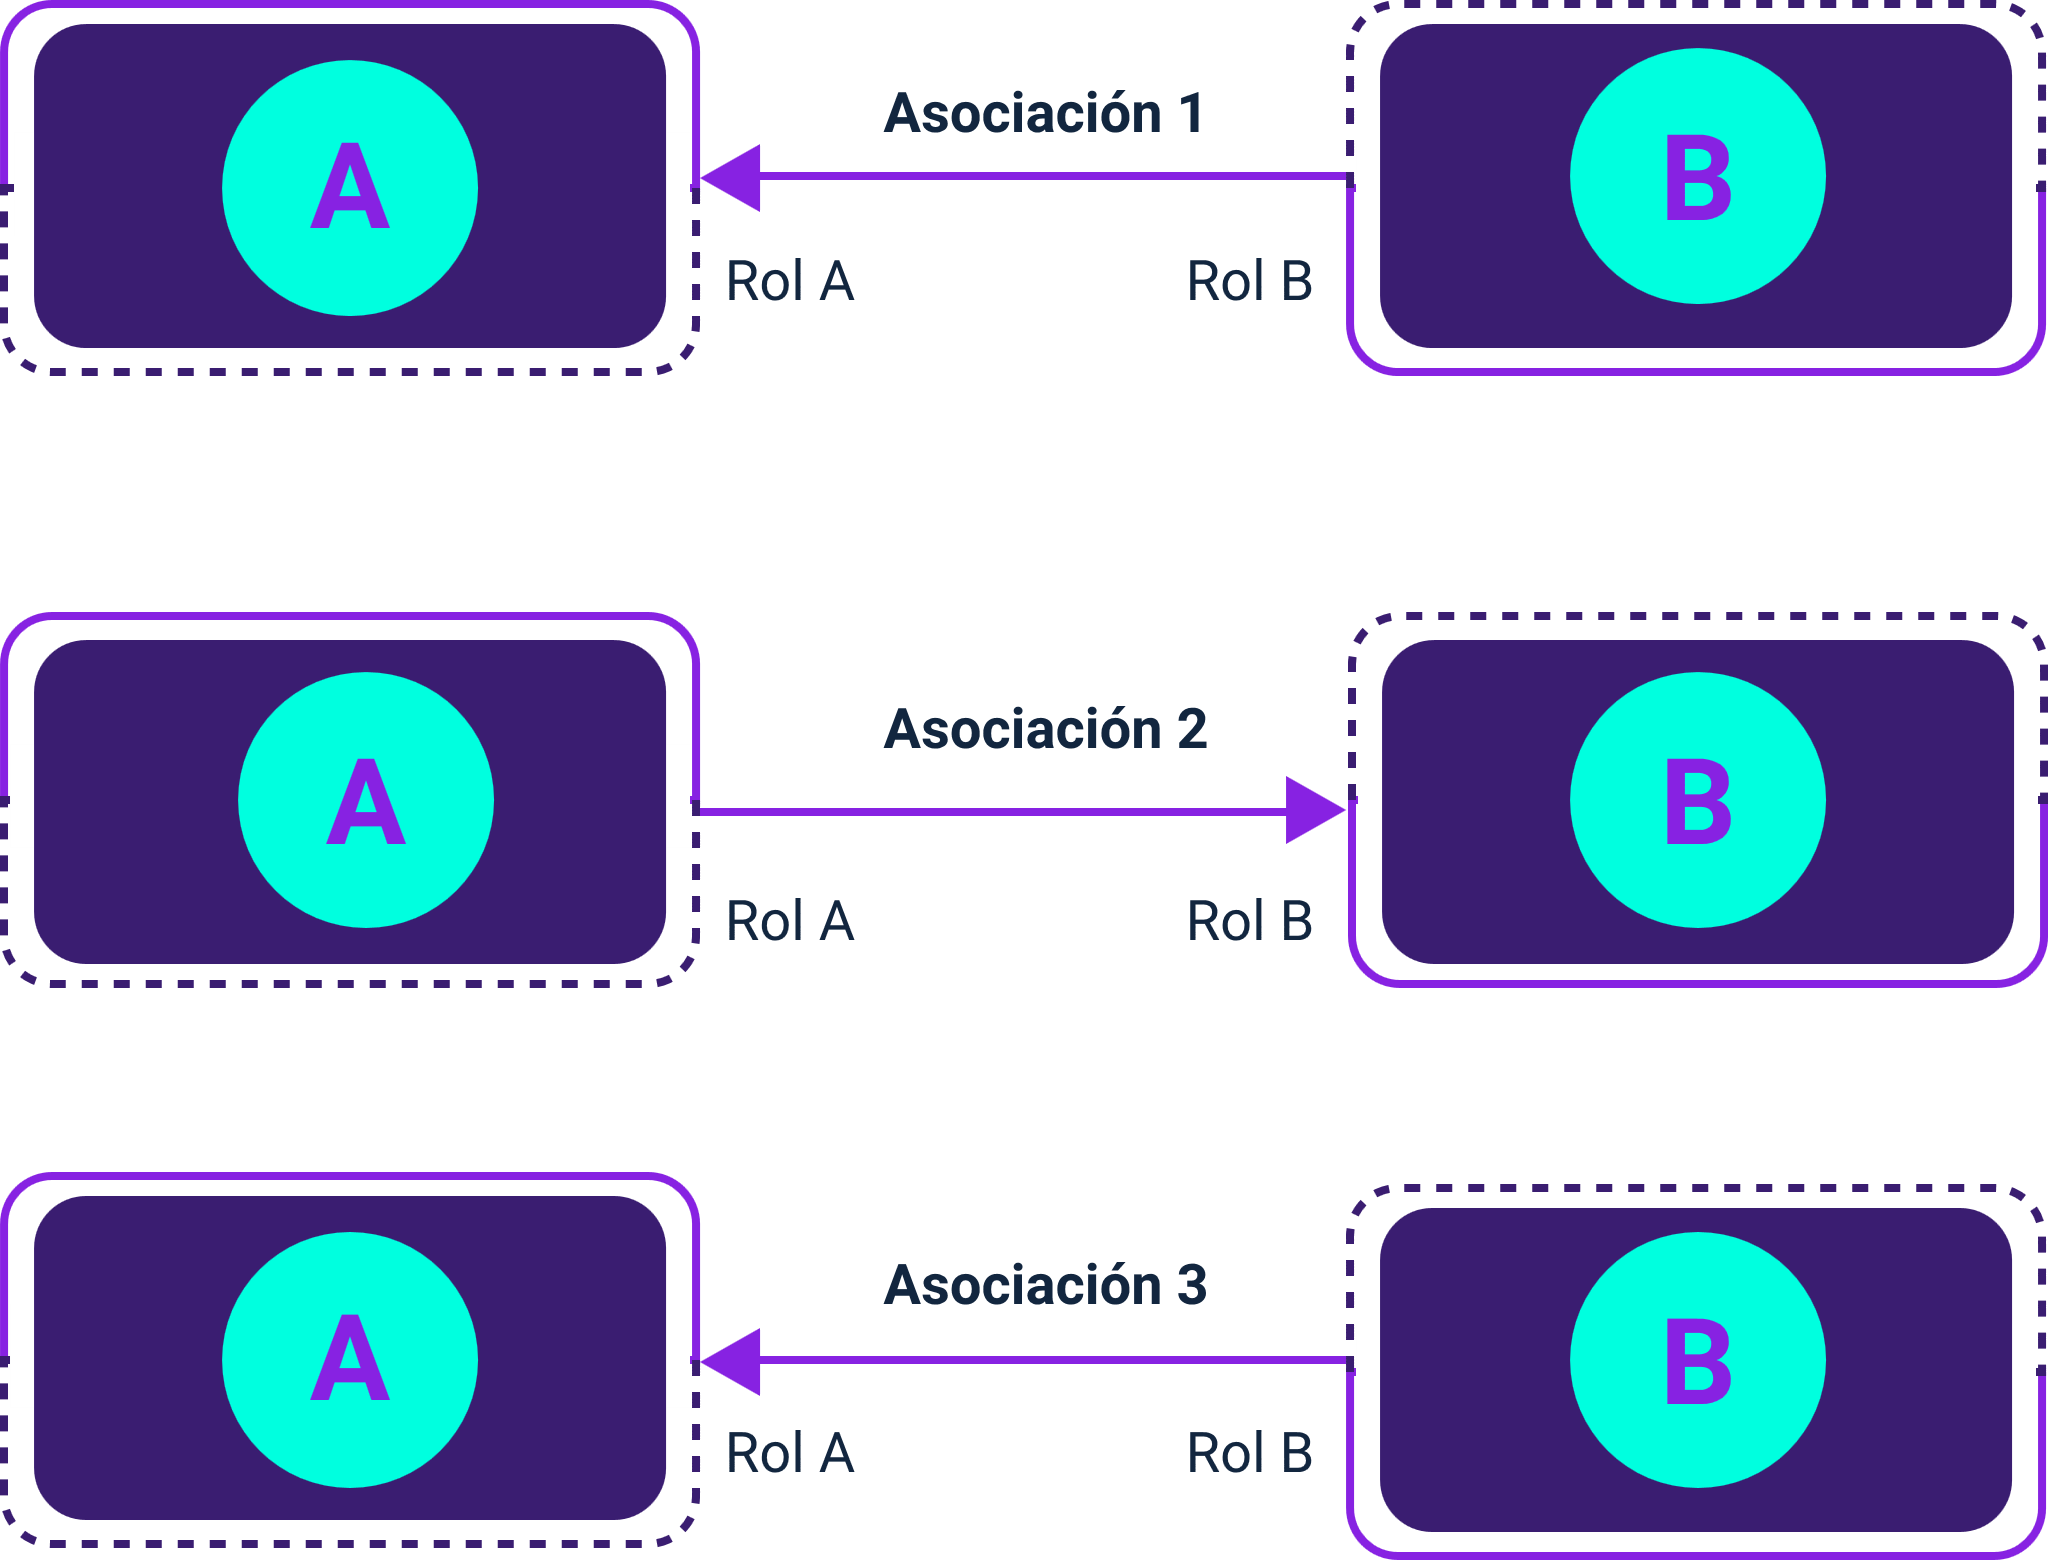 A
Asociación 1
B
Rol A
Rol B
A
Asociación 2
B
Rol A
Rol B
A
Asociación 3
B
Rol A
Rol B